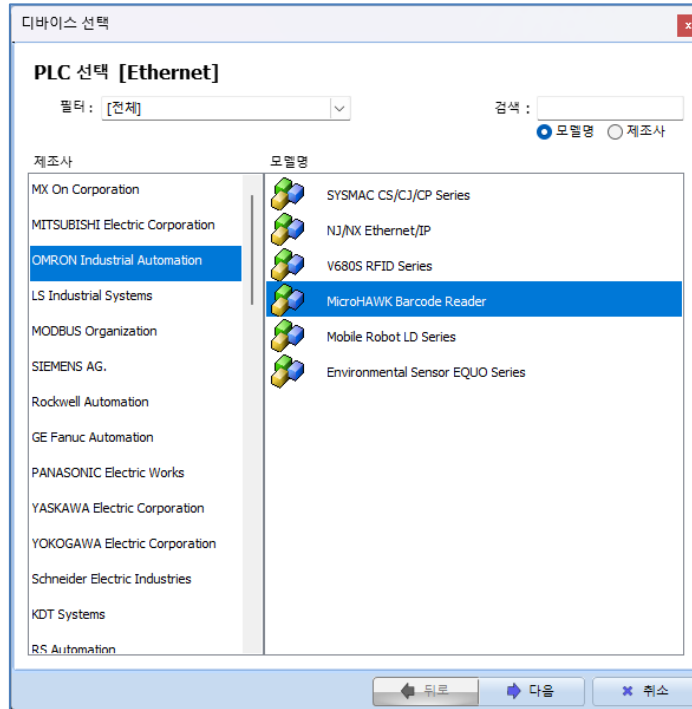 디바이스 선택
x
PLC 선택 [Ethernet]
필터 : [전체]
검색 :
모델명 제조사
제조사
모델명
MX On Corporation
MITSUBISHI Electric Corporation
OMRON Industrial Automation
LS Industrial Systems
MODBUS Organization
SIEMENS AG.
Rockwell Automation
GE Fanuc Automation
PANASONIC Electric Works
YASKAWA Electric Corporation
YOKOGAWA Electric Corporation
Schneider Electric Industries
KDT Systems
RS Automation
SYSMAC CS/CJ/CP Series
NJ/NX Ethernet/IP
V680S RFID Series
MicroHAWK Barcode Reader
Mobile Robot LD Series
Environmental Sensor EQUO Series
뒤로
다음
취소